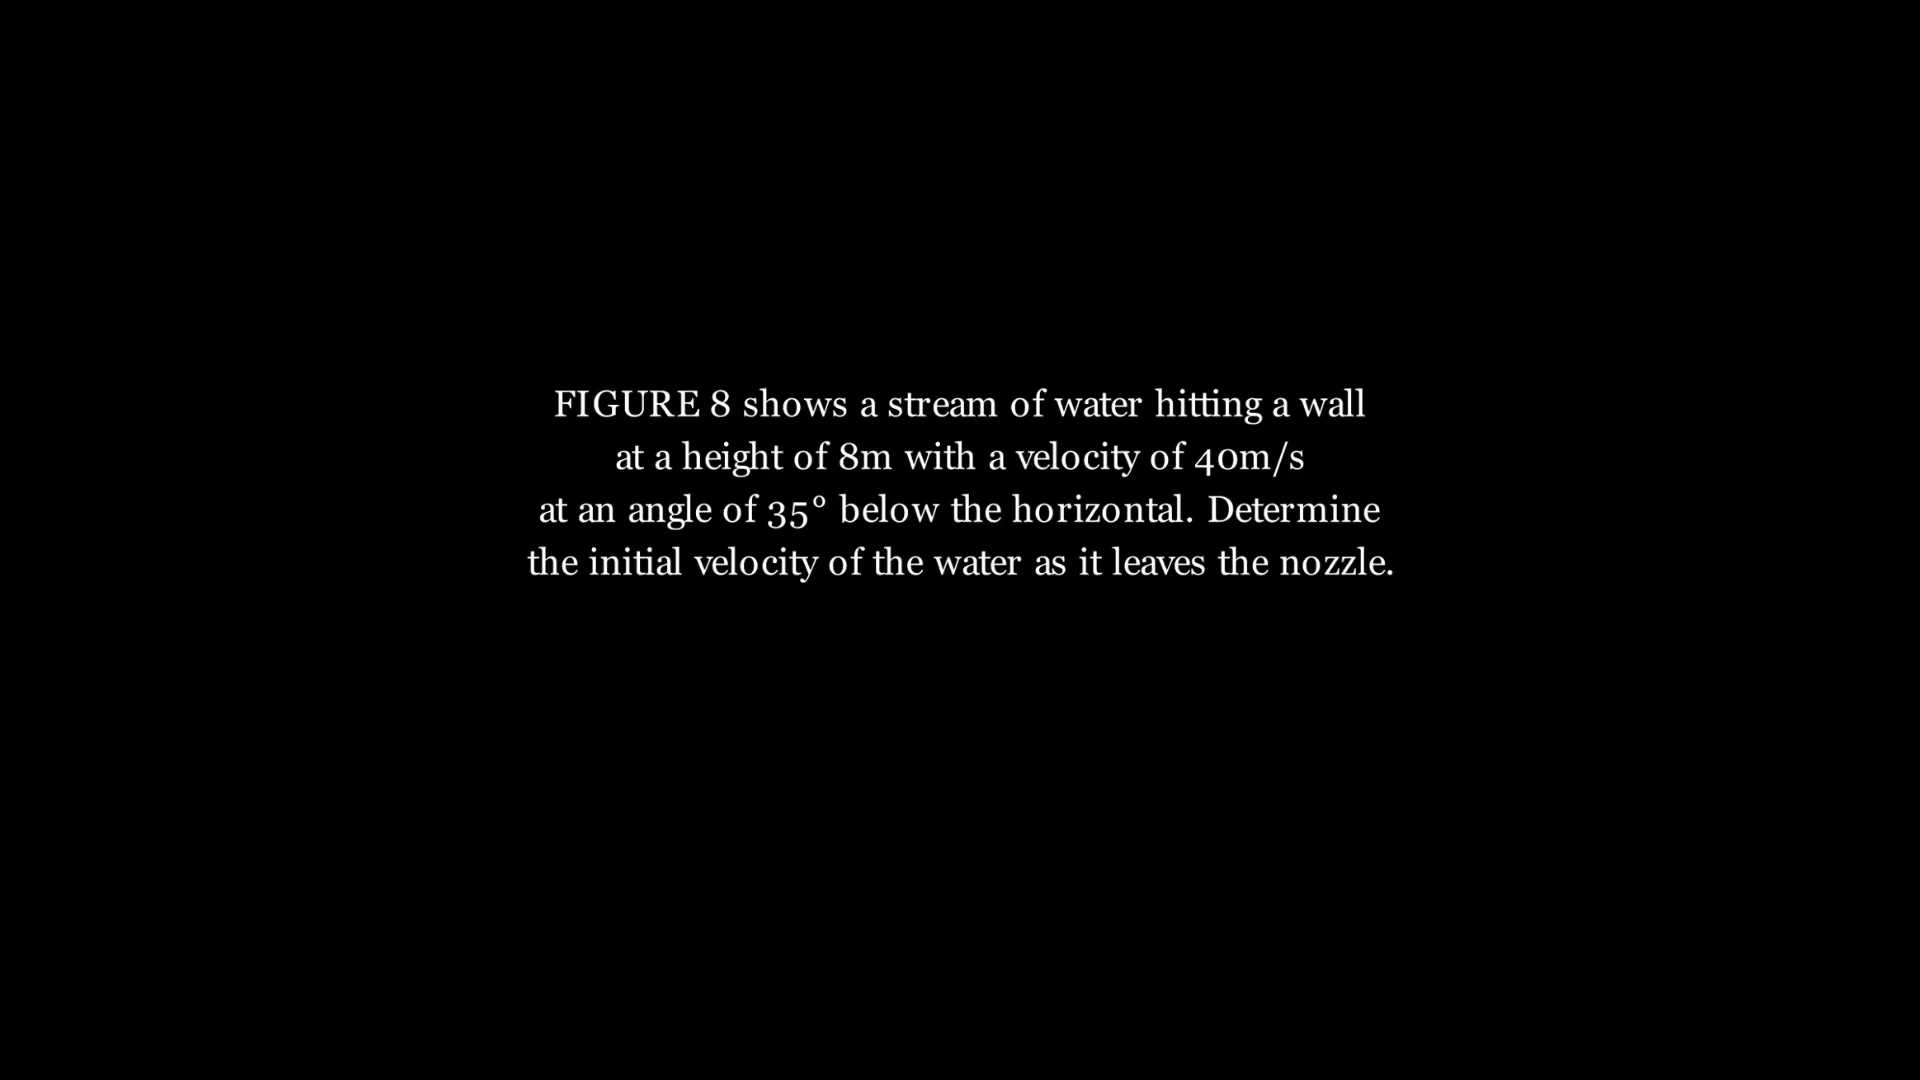 FIGURE 8 shows a stream of water hitting a wall
at a height of 8m with a velocity of 40m/s
at an angle of 35° below the horizontal. Determine
the initial velocity of the water as it leaves the nozzle.